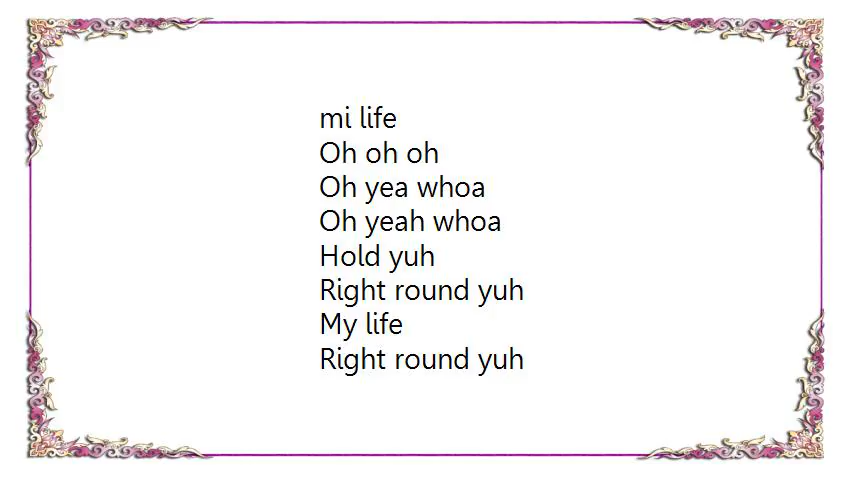 mi life
Oh oh oh
Oh yea whoa
Oh yeah whoa
Hold yuh
Right round yuh
My life
Right round yuh